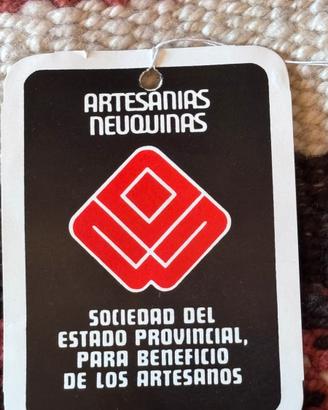 ARTESANIAS
NEUQUINAS
SOCIEDAD DEL
ESTADO PROVINCIAL,
PARA BENEFICIO
DE LOS ARTESANOS